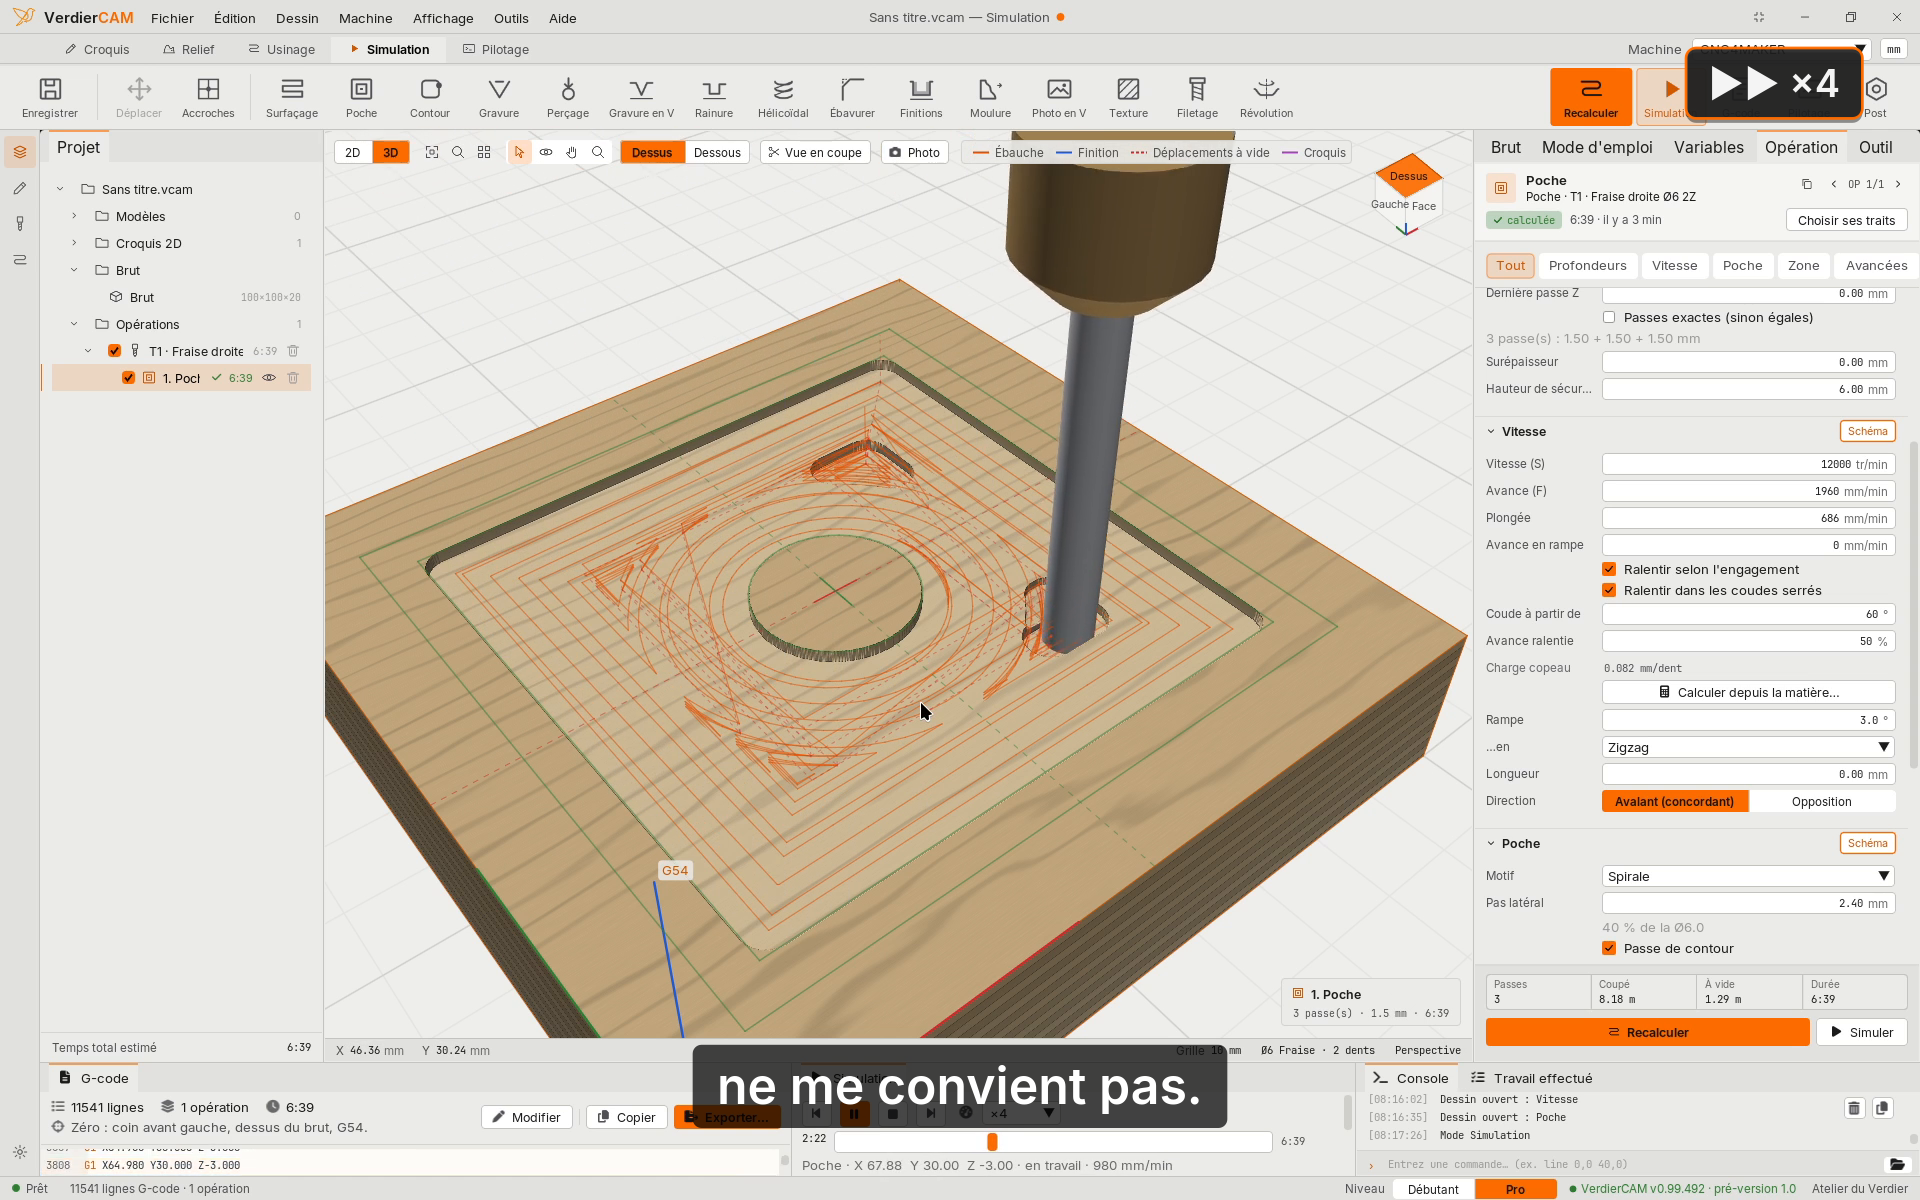 VerdierCAM Fichier Édition Dessin Machine Affichage Outils Aide
Sans titre.vcam — Simulation
Croquis Relief Usinage Simulation Pilotage
Machine mm
×4
Enregistrer Déplacer Accroches Surfaçage Poche Contour Gravure Gravure en V Perçage Rainure Hélicoïdal Ébavurer Finitions Moulure Photo en V Texture Filetage Révolution Recalculer Post
Projet
Sans titre.vcam
Modèles 0
Croquis 2D 1
Brut
Brut 100×100×20
Opérations 1
T1 · Fraise droite 6:39
1. Poch 6:39
Temps total estimé 6:39
2D 3D Dessus Dessous Vue en coupe Photo Ébauche Finition Déplacements à vide Croquis
Dessus
Gauche Face
G54
1. Poche
3 passe(s) · 1.5 mm · 6:39
X 46.36 mm Y 30.24 mm Grille 10 mm Ø6 Fraise · 2 dents Perspective
Brut Mode d'emploi Variables Opération Outil
Poche
Poche · T1 · Fraise droite Ø6 2Z
OP 1/1
calculée 6:39 · il y a 3 min Choisir ses traits
Tout Profondeurs Vitesse Poche Zone Avancées
Dernière passe Z 0.00 mm
Passes exactes (sinon égales)
3 passe(s) : 1.50 + 1.50 + 1.50 mm
Surépaisseur 0.00 mm
Hauteur de sécur... 6.00 mm
Vitesse Schéma
Vitesse (S) 12000 tr/min
Avance (F) 1960 mm/min
Plongée 686 mm/min
Avance en rampe 0 mm/min
Ralentir selon l'engagement
Ralentir dans les coudes serrés
Coude à partir de 60 °
Avance ralentie 50 %
Charge copeau 0.082 mm/dent
Calculer depuis la matière...
Rampe 3.0 °
...en Zigzag
Longueur 0.00 mm
Direction Avalant (concordant) Opposition
Poche Schéma
Motif Spirale
Pas latéral 2.40 mm
40 % de la Ø6.0
Passe de contour
Passes Coupé À vide Durée
3 8.18 m 1.29 m 6:39
Recalculer Simuler
G-code
11541 lignes 1 opération 6:39
Zéro : coin avant gauche, dessus du brut, G54.
Modifier Copier Exporter...
3808 G1 X64.980 Y30.000 Z-3.000
ne me convient pas.
×4
2:22 6:39
Poche · X 67.88 Y 30.00 Z -3.00 · en travail · 980 mm/min
Console Travail effectué
[08:16:02] Dessin ouvert : Vitesse
[08:16:35] Dessin ouvert : Poche
[08:17:26] Mode Simulation
Entrez une commande… (ex. line 0,0 40,0)
Prêt 11541 lignes G-code · 1 opération
Niveau Débutant Pro VerdierCAM v0.99.492 · pré-version 1.0 Atelier du Verdier